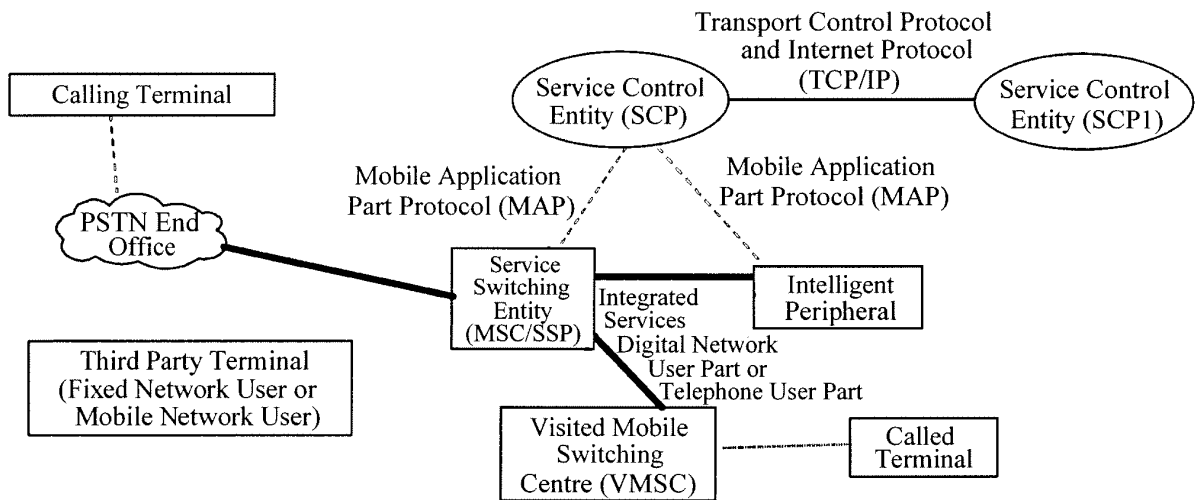 Transport Control Protocol
and Internet Protocol
(TCP/IP)
Calling Terminal
Service Control
Entity (SCP)
Service Control
Entity (SCP1)
Mobile Application
Part Protocol (MAP)
Mobile Application
Part Protocol (MAP)
PSTN End
Office
Service
Switching
Entity
(MSC/SSP)
Intelligent
Peripheral
Integrated
Services
Digital Network
User Part or
Telephone User Part
Third Party Terminal
(Fixed Network User or
Mobile Network User)
Visited Mobile
Switching
Centre (VMSC)
Called
Terminal